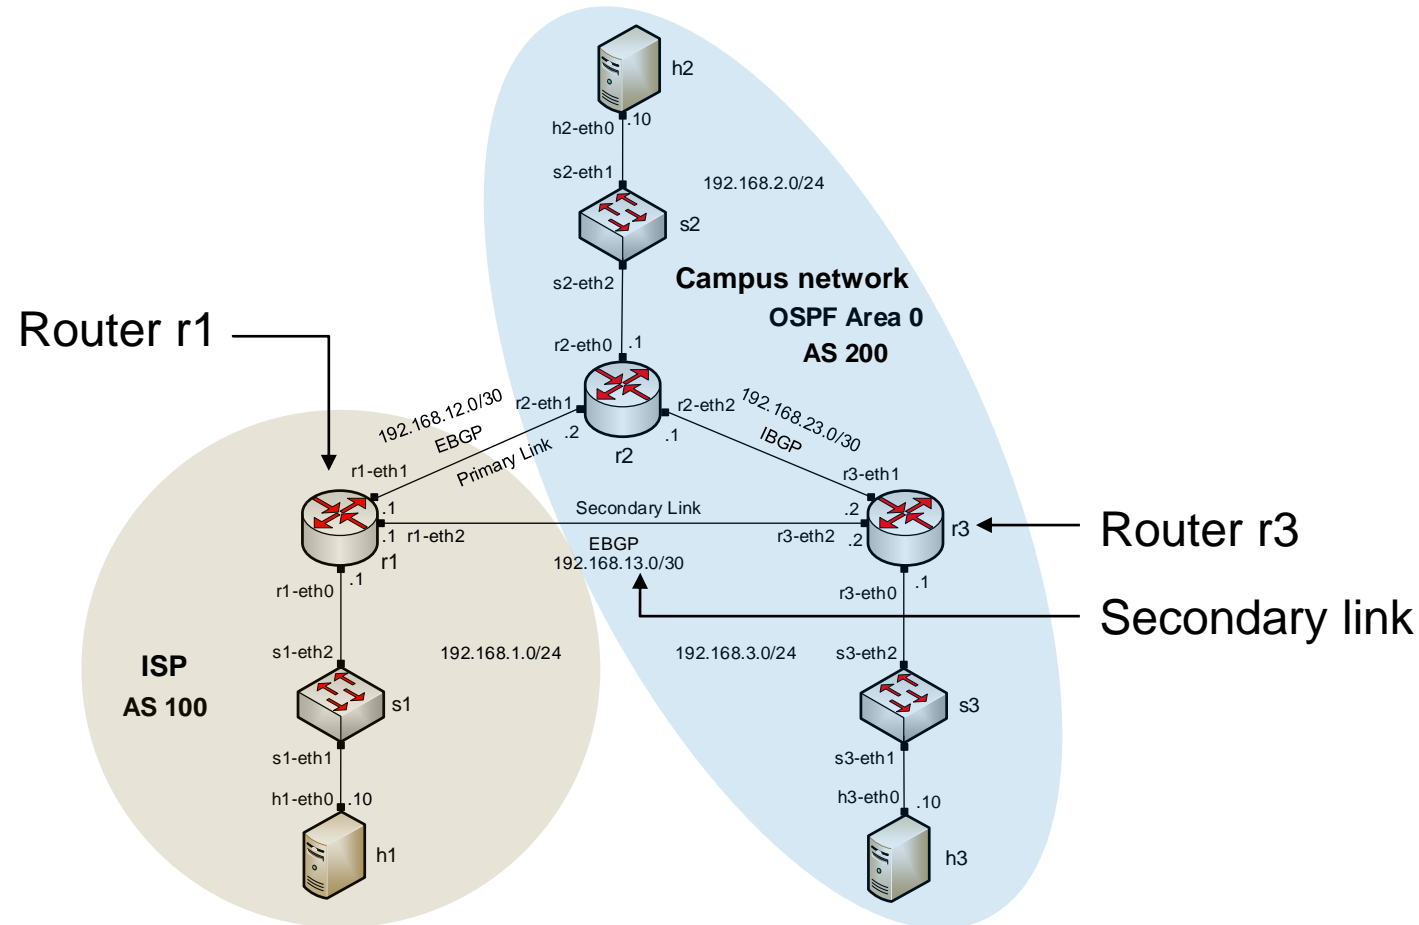 h2
.10
h2-eth0
s2-eth1
192.168.2.0/24
s2
s2-eth2
Campus network
OSPF Area 0
AS 200
Router r1
r2-eth0
.1
192.168.12.0/30
EBGP
Primary Link
r2-eth1
.2
r2
r2-eth2
.1
192.168.23.0/30
IBGP
r1-eth1
.1
r3-eth1
.2
Secondary Link
.1
r1-eth2
r3-eth2
.2
r3
Router r3
r1
EBGP
192.168.13.0/30
r1-eth0
.1
r3-eth0
.1
Secondary link
ISP
AS 100
s1-eth2
192.168.1.0/24
192.168.3.0/24
s3-eth2
s1
s3
s1-eth1
s3-eth1
h1-eth0
.10
h3-eth0
.10
h1
h3